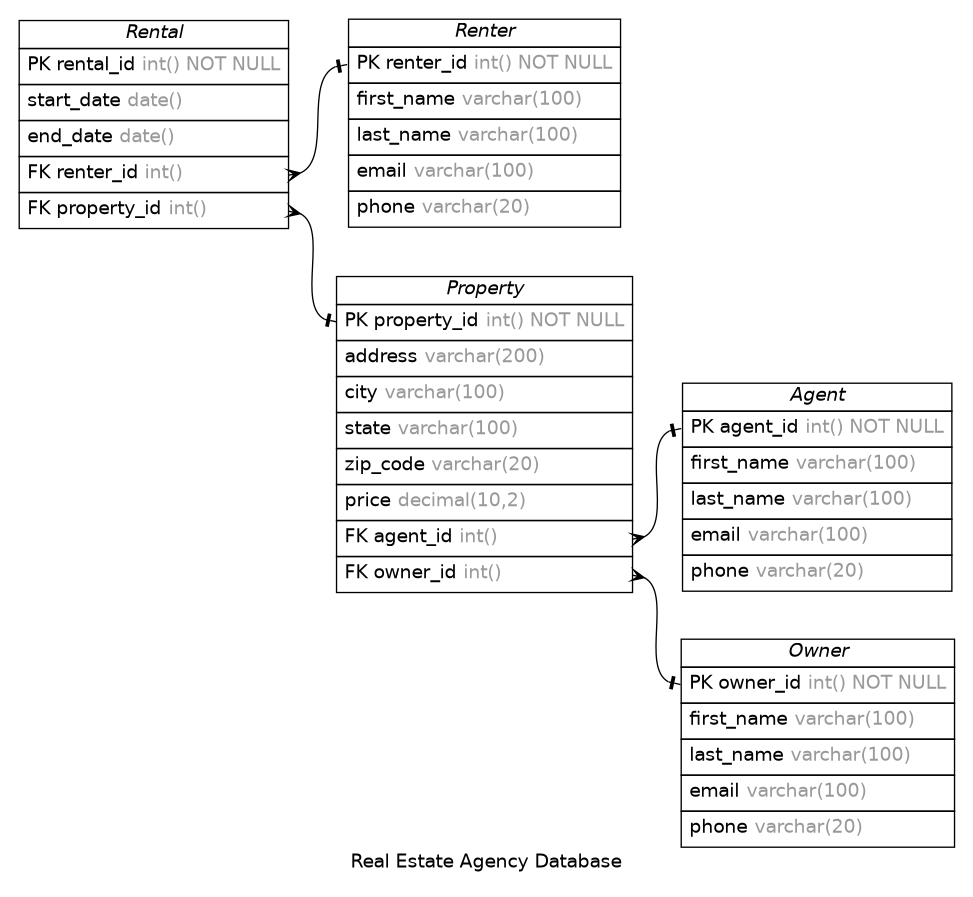 Rental
PK rental_id int() NOT NULL
start_date date()
end_date date()
FK renter_id int()
FK property_id int()
Renter
PK renter_id int() NOT NULL
first_name varchar(100)
last_name varchar(100)
email varchar(100)
phone varchar(20)
Property
PK property_id int() NOT NULL
address varchar(200)
city varchar(100)
state varchar(100)
zip_code varchar(20)
price decimal(10,2)
FK agent_id int()
FK owner_id int()
Agent
PK agent_id int() NOT NULL
first_name varchar(100)
last_name varchar(100)
email varchar(100)
phone varchar(20)
Owner
PK owner_id int() NOT NULL
first_name varchar(100)
last_name varchar(100)
email varchar(100)
phone varchar(20)
Real Estate Agency Database